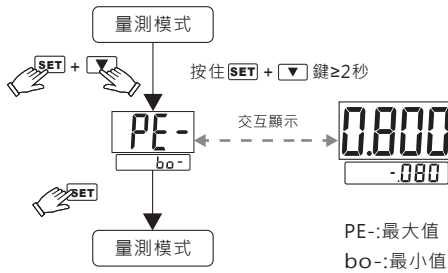 量測模式
SET + ▼
按住 SET + ▼ 鍵≥2秒
PE-
bo-
交互顯示
0.800
-.080
SET
量測模式
PE-:最大值
bo-:最小值